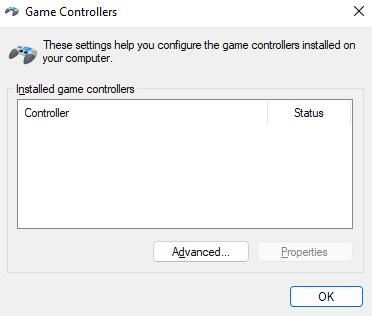 Game Controllers
These settings help you configure the game controllers installed on
your computer.
Installed game controllers
Controller Status
Advanced... Properties
OK